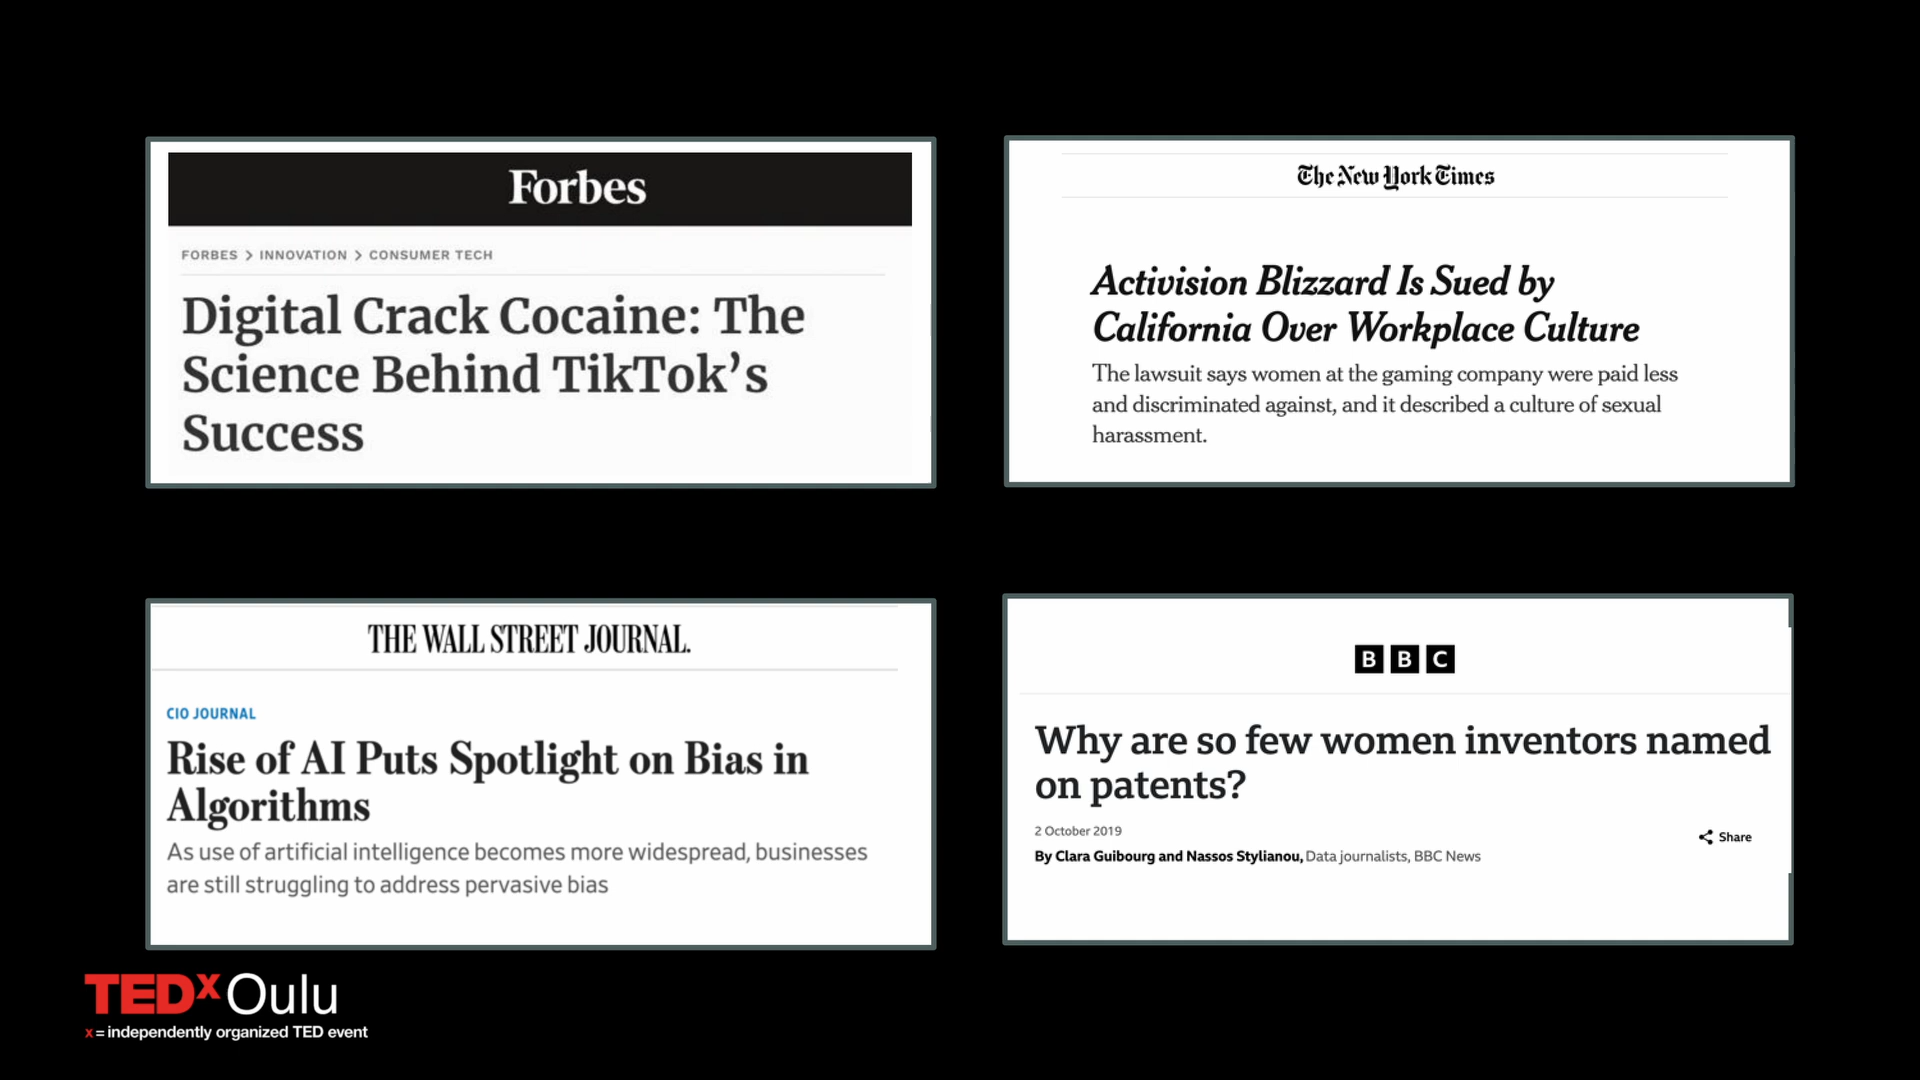 Forbes
FORBES > INNOVATION > CONSUMER TECH
Digital Crack Cocaine: The
Science Behind TikTok’s
Success
The New York Times
Activision Blizzard Is Sued by
California Over Workplace Culture
The lawsuit says women at the gaming company were paid less
and discriminated against, and it described a culture of sexual
harassment.
THE WALL STREET JOURNAL.
CIO JOURNAL
Rise of AI Puts Spotlight on Bias in
Algorithms
As use of artificial intelligence becomes more widespread, businesses
are still struggling to address pervasive bias
BBC
Why are so few women inventors named
on patents?
2 October 2019
Share
By Clara Guibourg and Nassos Stylianou, Data journalists, BBC News
TEDx Oulu
x = independently organized TED event